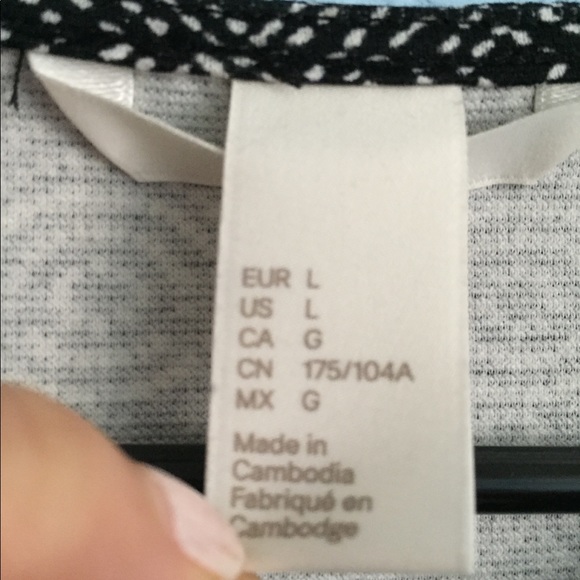 EUR L
US L
CA G
CN 175/104A
MX G
Made in
Cambodia
Fabriqué en
Cambodge